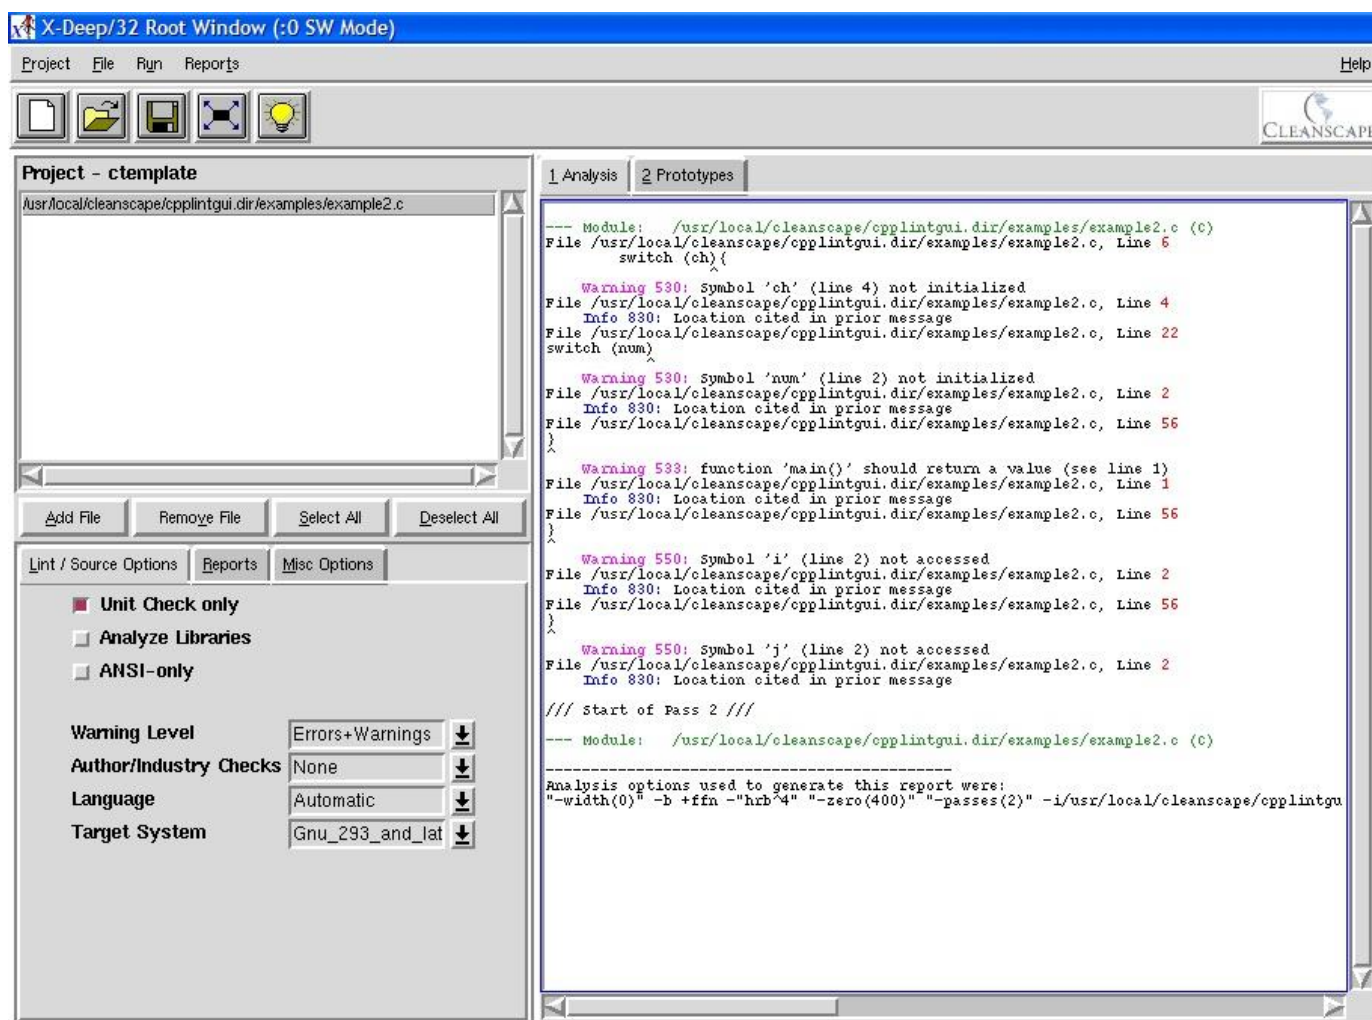 X-Deep/32 Root Window (:0 SW Mode)
Project File Run Reports Help
CLEANSCAPE
Project - ctemplate
/usr/local/cleanscape/cpplintgui.dir/examples/example2.c
Add File Remove File Select All Deselect All
Lint / Source Options Reports Misc Options
Unit Check only
Analyze Libraries
ANSI-only
Warning Level Errors+Warnings
Author/Industry Checks None
Language Automatic
Target System Gnu_293_and_lat
1 Analysis 2 Prototypes
--- Module: /usr/local/cleanscape/cpplintgui.dir/examples/example2.c (C)
File /usr/local/cleanscape/cpplintgui.dir/examples/example2.c, Line 6
switch (ch){
^
Warning 530: Symbol 'ch' (line 4) not initialized
File /usr/local/cleanscape/cpplintgui.dir/examples/example2.c, Line 4
Info 830: Location cited in prior message
File /usr/local/cleanscape/cpplintgui.dir/examples/example2.c, Line 22
switch (num)
^
Warning 530: Symbol 'num' (line 2) not initialized
File /usr/local/cleanscape/cpplintgui.dir/examples/example2.c, Line 2
Info 830: Location cited in prior message
File /usr/local/cleanscape/cpplintgui.dir/examples/example2.c, Line 56
}
^
Warning 533: function 'main()' should return a value (see line 1)
File /usr/local/cleanscape/cpplintgui.dir/examples/example2.c, Line 1
Info 830: Location cited in prior message
File /usr/local/cleanscape/cpplintgui.dir/examples/example2.c, Line 56
}
^
Warning 550: Symbol 'i' (line 2) not accessed
File /usr/local/cleanscape/cpplintgui.dir/examples/example2.c, Line 2
Info 830: Location cited in prior message
File /usr/local/cleanscape/cpplintgui.dir/examples/example2.c, Line 56
}
^
Warning 550: Symbol 'j' (line 2) not accessed
File /usr/local/cleanscape/cpplintgui.dir/examples/example2.c, Line 2
Info 830: Location cited in prior message
/// Start of Pass 2 ///
--- Module: /usr/local/cleanscape/cpplintgui.dir/examples/example2.c (C)
---------------------------------------------
Analysis options used to generate this report were:
"-width(0)" -b +ffn -"hrb^4" "-zero(400)" "-passes(2)" -i/usr/local/cleanscape/cpplintgu